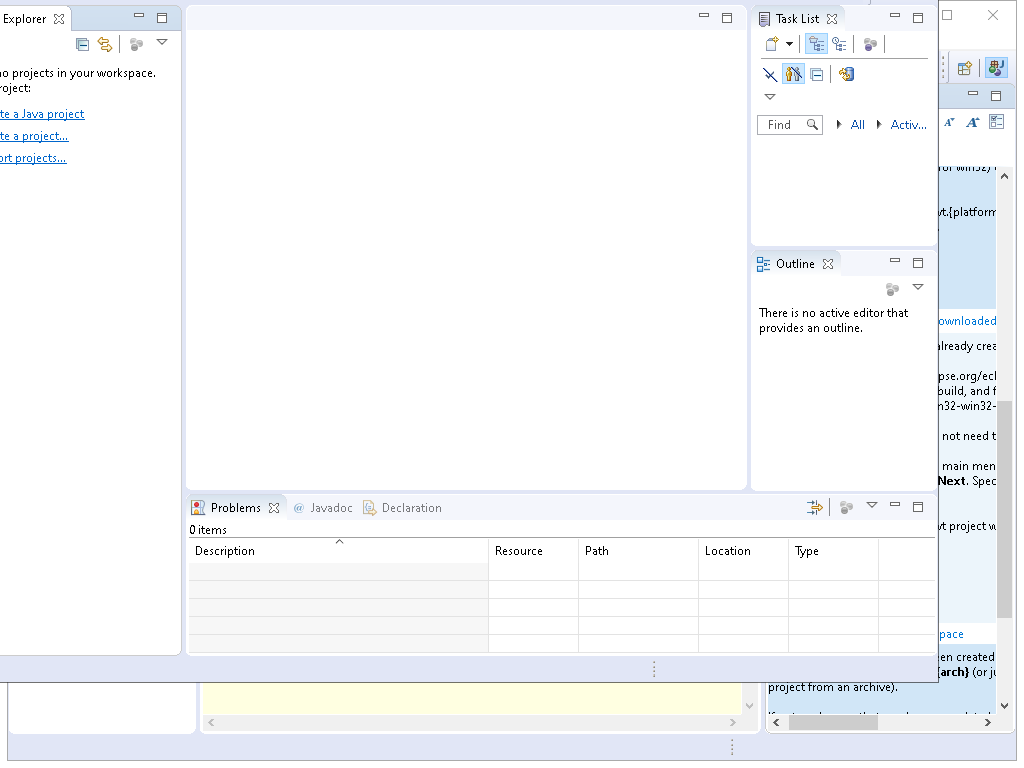 Explorer
no projects in your workspace.
roject:
te a Java project
te a project...
ort projects...
Task List
Find
All
Activ...
Outline
There is no active editor that
provides an outline.
Problems
@ Javadoc
Declaration
0 items
Description
Resource
Path
Location
Type
vt.{platform
ownloaded
already crea
pse.org/ecl
build, and f
n32-win32-
not need t
main men
Next. Spec
vt project w
pace
en created
{arch} (or ju
project from an archive).